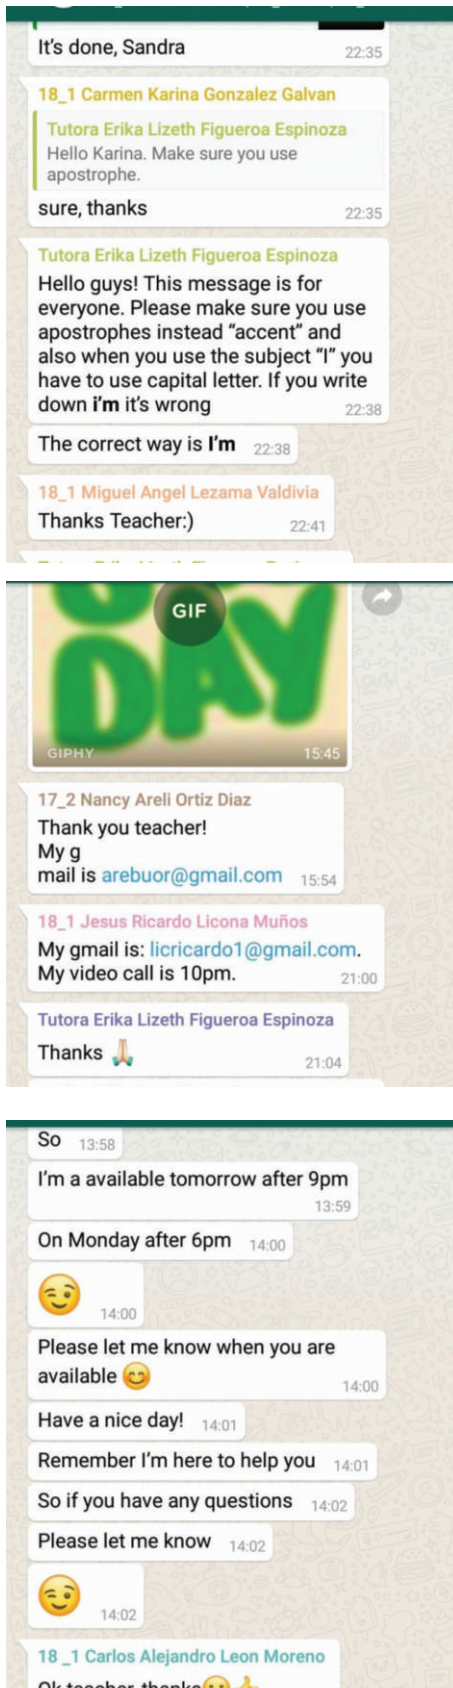 It's done, Sandra
22:35
18_1 Carmen Karina Gonzalez Galvan
Tutora Erika Lizeth Figueroa Espinoza
Hello Karina. Make sure you use
apostrophe.
sure, thanks
22:35
Tutora Erika Lizeth Figueroa Espinoza
Hello guys! This message is for
everyone. Please make sure you use
apostrophes instead “accent” and
also when you use the subject “I” you
have to use capital letter. If you write
down i'm it's wrong
22:38
The correct way is I'm 22:38
18_1 Miguel Angel Lezama Valdivia
Thanks Teacher:)
22:41
DAY
GIF
GIPHY
15:45
17_2 Nancy Areli Ortiz Diaz
Thank you teacher!
My g
mail is arebuor@gmail.com 15:54
18_1 Jesus Ricardo Licona Muños
My gmail is: licricardo1@gmail.com.
My video call is 10pm.
21:00
Tutora Erika Lizeth Figueroa Espinoza
Thanks 🙏🏻
21:04
So 13:58
I'm a available tomorrow after 9pm
13:59
On Monday after 6pm 14:00
😉
14:00
Please let me know when you are
available 😊
14:00
Have a nice day! 14:01
Remember I'm here to help you 14:01
So if you have any questions 14:02
Please let me know 14:02
😉
14:02
18 _1 Carlos Alejandro Leon Moreno
Ok teacher, thanks